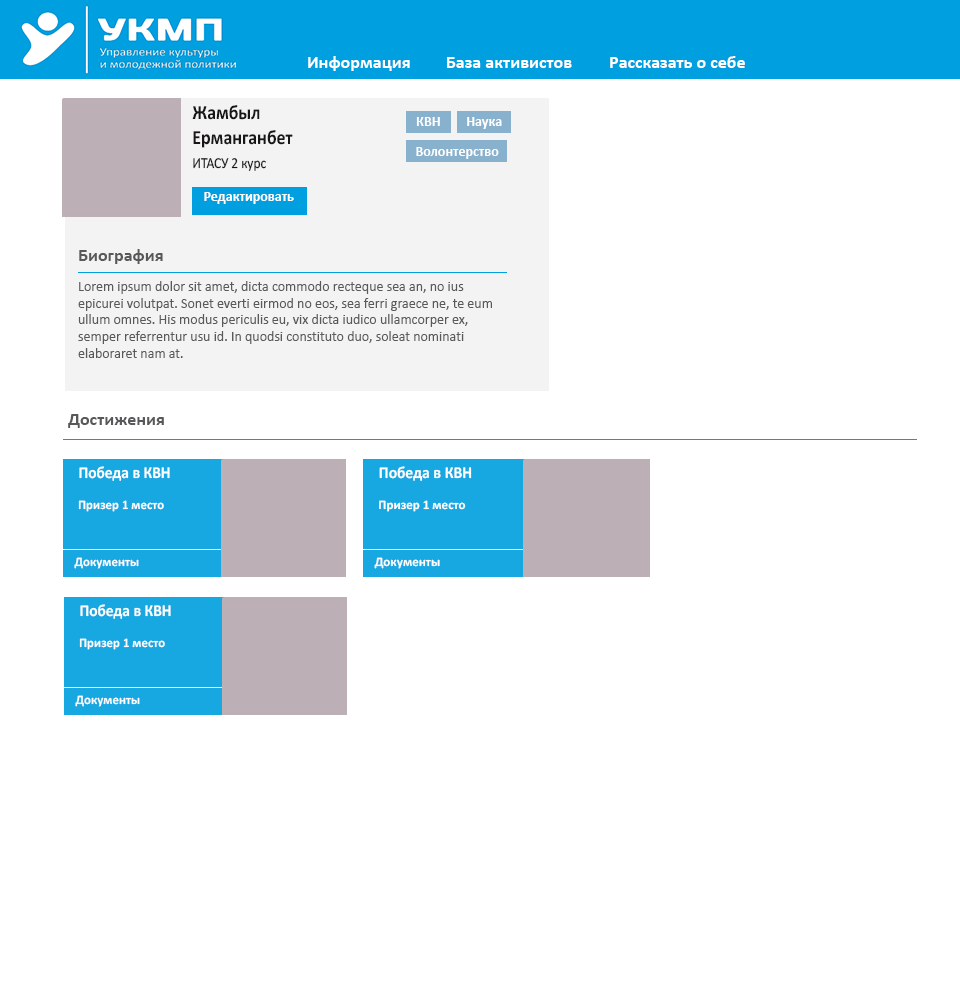 УКМП
Управление культуры
и молодежной политики
Информация
База активистов
Рассказать о себе
Жамбыл
Ерманганбет
ИТАСУ 2 курс
Редактировать
КВН
Наука
Волонтерство
Биография
Lorem ipsum dolor sit amet, dicta commodo recteque sea an, no ius
epicurei volutpat. Sonet everti eirmod no eos, sea ferri graece ne, te eum
ullum omnes. His modus periculis eu, vix dicta iudico ullamcorper ex,
semper referrentur usu id. In quodsi constituto duo, soleat nominati
elaboraret nam at.
Достижения
Победа в КВН
Призер 1 место
Документы
Победа в КВН
Призер 1 место
Документы
Победа в КВН
Призер 1 место
Документы